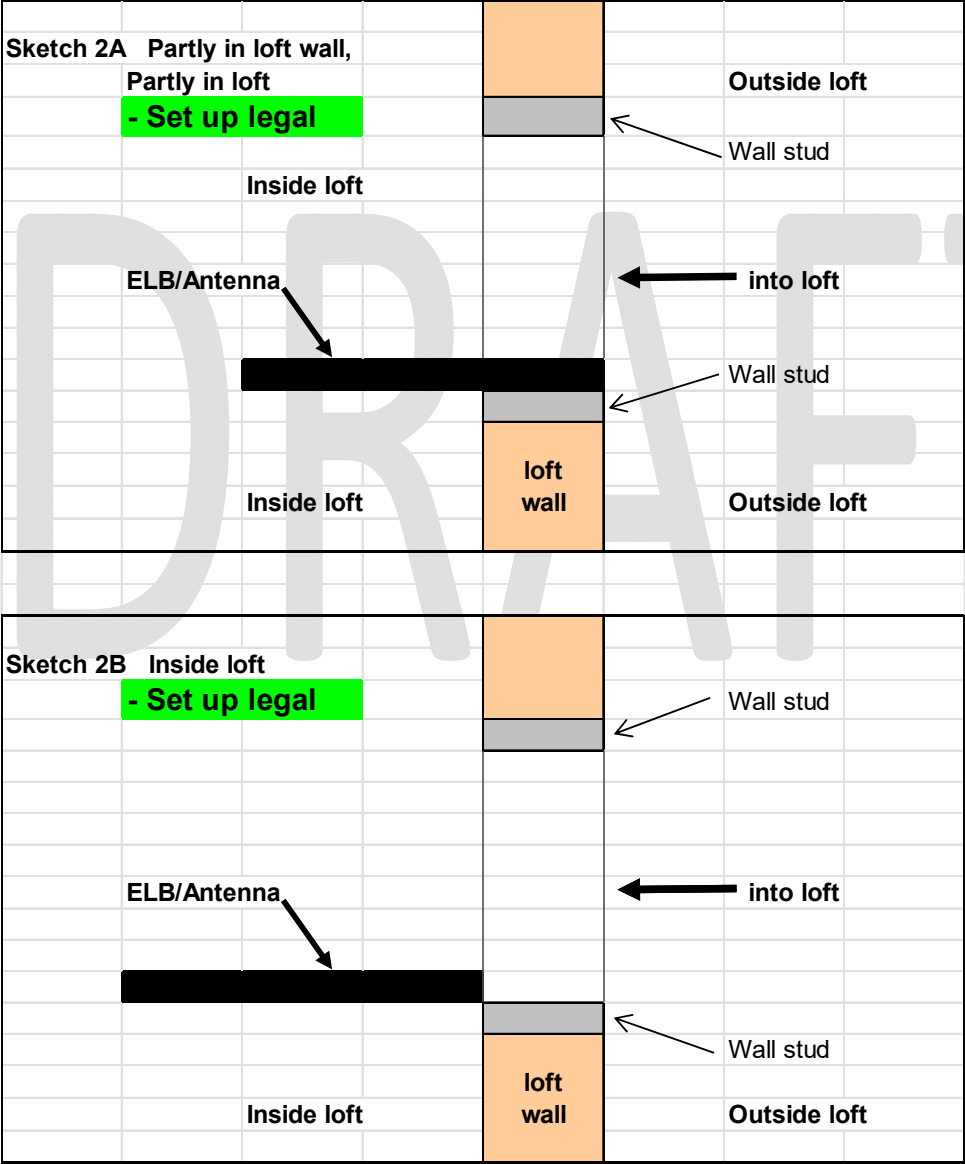 Sketch 2A Partly in loft wall,
Partly in loft
Outside loft
- Set up legal
Wall stud
Inside loft
ELB/Antenna
into loft
Wall stud
loft
wall
Inside loft
Outside loft
DRAFT
Sketch 2B Inside loft
- Set up legal
Wall stud
ELB/Antenna
into loft
Wall stud
loft
wall
Inside loft
Outside loft